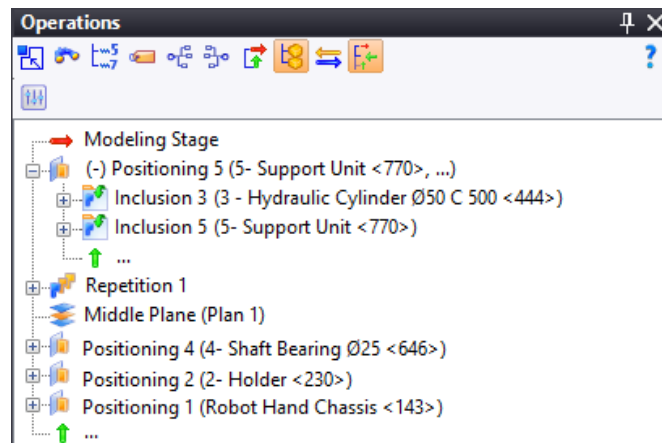 Operations
?
Modeling Stage
(-) Positioning 5 (5- Support Unit <770>, ...)
Inclusion 3 (3 - Hydraulic Cylinder Ø50 C 500 <444>)
Inclusion 5 (5- Support Unit <770>)
...
Repetition 1
Middle Plane (Plan 1)
Positioning 4 (4- Shaft Bearing Ø25 <646>)
Positioning 2 (2- Holder <230>)
Positioning 1 (Robot Hand Chassis <143>)
...